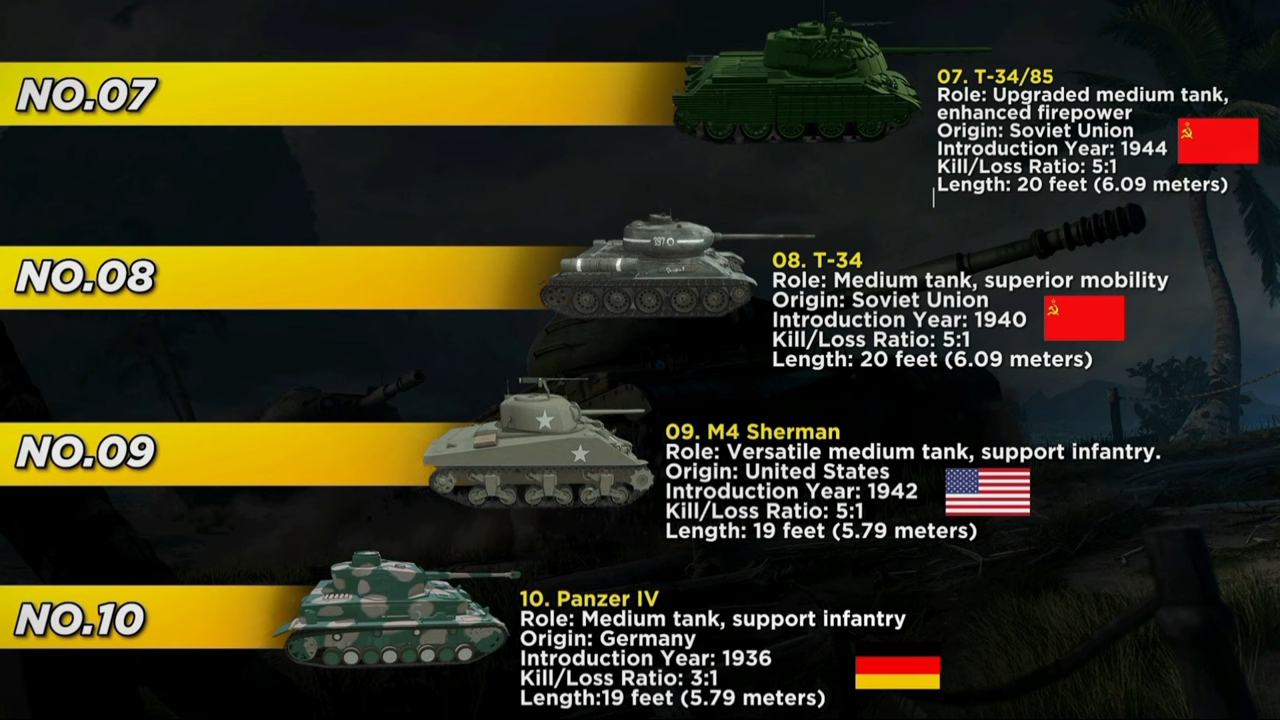 NO.07
07. T-34/85
Role: Upgraded medium tank,
enhanced firepower
Origin: Soviet Union
Introduction Year: 1944
Kill/Loss Ratio: 5:1
Length: 20 feet (6.09 meters)
NO.08
397
08. T-34
Role: Medium tank, superior mobility
Origin: Soviet Union
Introduction Year: 1940
Kill/Loss Ratio: 5:1
Length: 20 feet (6.09 meters)
NO.09
09. M4 Sherman
Role: Versatile medium tank, support infantry.
Origin: United States
Introduction Year: 1942
Kill/Loss Ratio: 5:1
Length: 19 feet (5.79 meters)
NO.10
10. Panzer IV
Role: Medium tank, support infantry
Origin: Germany
Introduction Year: 1936
Kill/Loss Ratio: 3:1
Length:19 feet (5.79 meters)